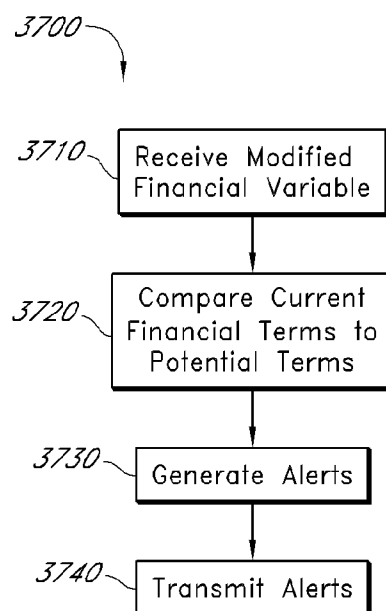 3700
3710
Receive Modified
Financial Variable
3720
Compare Current
Financial Terms to
Potential Terms
3730
Generate Alerts
3740
Transmit Alerts